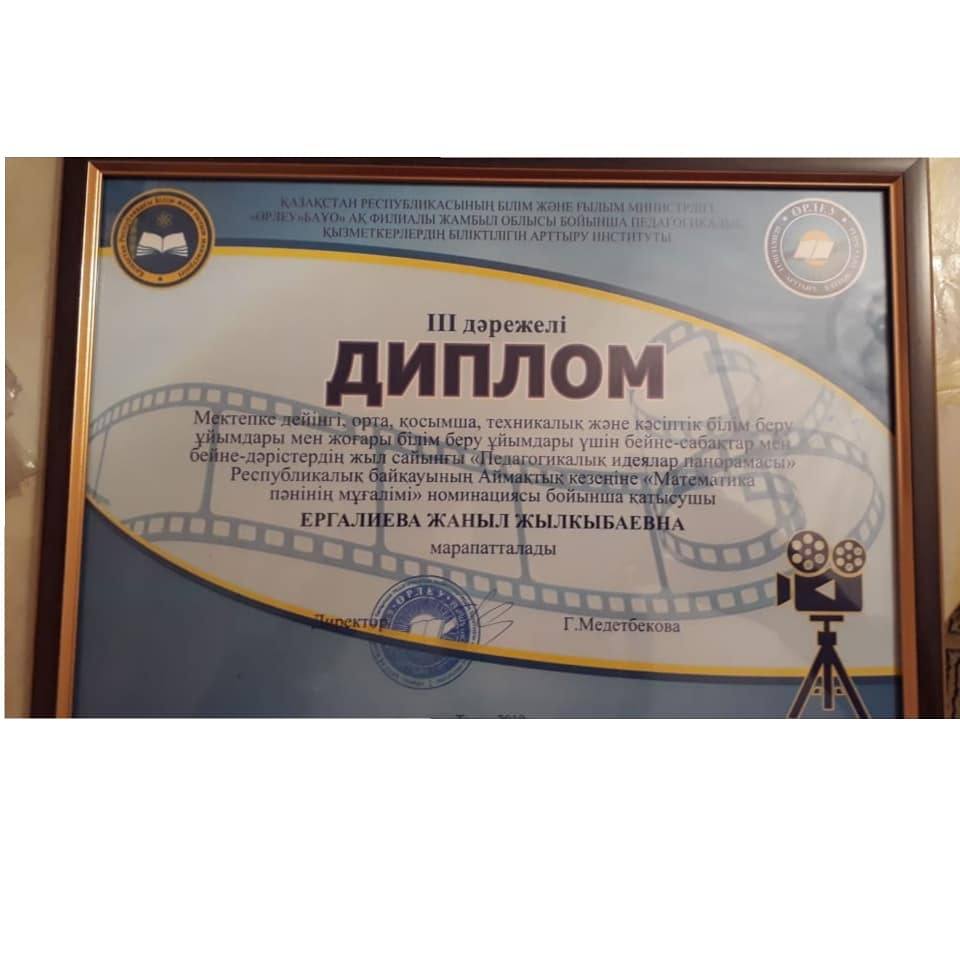 ҚАЗАҚСТАН РЕСПУБЛИКАСЫНЫҢ БІЛІМ ЖӘНЕ ҒЫЛЫМ МИНИСТРЛІГІ
«ӨРЛЕУ»БАҰО» АҚ ФИЛИАЛЫ ЖАМБЫЛ ОБЛЫСЫ БОЙЫНША ПЕДАГОГИКАЛЫҚ
ҚЫЗМЕТКЕРЛЕРДІҢ БІЛІКТІЛІГІН АРТТЫРУ ИНСТИТУТЫ
ӨРЛЕУ
III дәрежелі
ДИПЛОМ
Мектепке дейінгі, орта, қосымша, техникалық және кәсіптік білім беру
ұйымдары мен жоғары білім беру ұйымдары үшін бейне-сабақтар мен
бейне-дәрістердің жыл сайынғы «Педагогикалық идеялар панорамасы»
Республикалық байқауының Аймақтық кезеңіне «Математика
пәнінің мұғалімі» номинациясы бойынша қатысушы
ЕРГАЛИЕВА ЖАНЫЛ ЖЫЛКЫБАЕВНА
марапатталады
Директор
Г.Медетбекова
ӨРЛЕУ